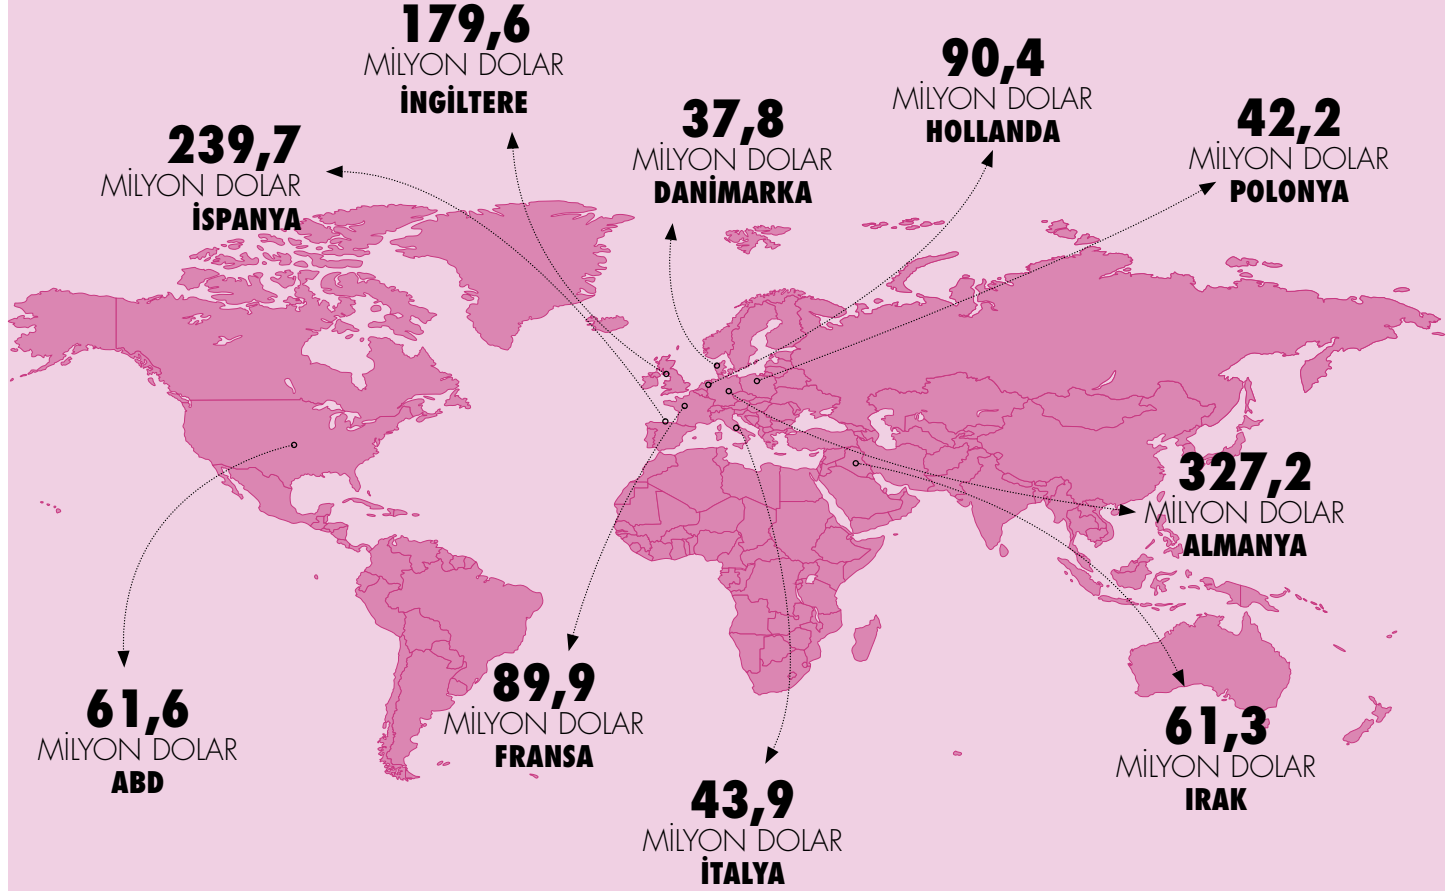 179,6
MİLYON DOLAR
İNGİLTERE
90,4
MİLYON DOLAR
HOLLANDA
37,8
MİLYON DOLAR
DANİMARKA
42,2
MİLYON DOLAR
POLONYA
239,7
MİLYON DOLAR
İSPANYA
327,2
MİLYON DOLAR
ALMANYA
89,9
MİLYON DOLAR
FRANSA
61,6
MİLYON DOLAR
ABD
61,3
MİLYON DOLAR
IRAK
43,9
MİLYON DOLAR
İTALYA